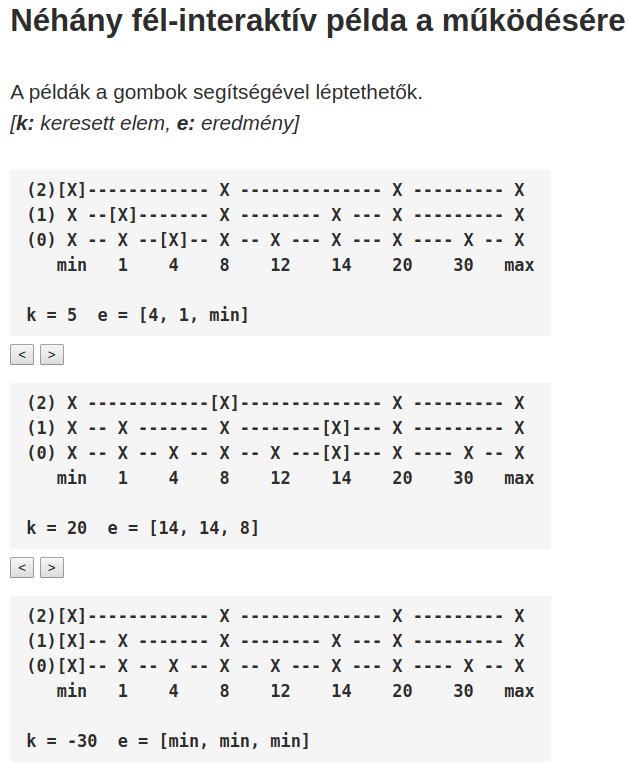 Néhány fél-interaktív példa a működésére
A példák a gombok segítségével léptethetők.
[k: keresett elem, e: eredmény]
(2)[X]------------ X -------------- X --------- X
(1) X --[X]------- X -------- X --- X --------- X
(0) X -- X --[X]-- X -- X --- X --- X ---- X -- X
min 1 4 8 12 14 20 30 max
k = 5 e = [4, 1, min]
< >
(2) X ------------[X]-------------- X --------- X
(1) X -- X ------- X --------[X]--- X --------- X
(0) X -- X -- X -- X -- X ---[X]--- X ---- X -- X
min 1 4 8 12 14 20 30 max
k = 20 e = [14, 14, 8]
< >
(2)[X]------------ X -------------- X --------- X
(1)[X]-- X ------- X -------- X --- X --------- X
(0)[X]-- X -- X -- X -- X --- X --- X ---- X -- X
min 1 4 8 12 14 20 30 max
k = -30 e = [min, min, min]